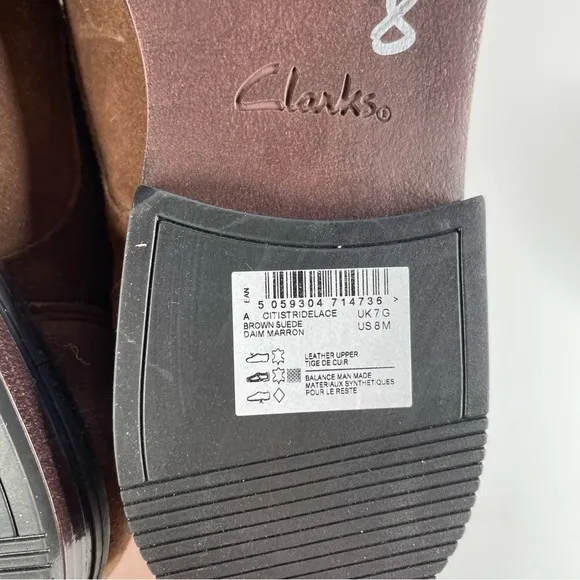 8
Clarks®
EAN
5 059304 714736 >
A CITISTRIDELACE UK 7 G
BROWN SUEDE US 8 M
DAIM MARRON
LEATHER UPPER
TIGE DE CUIR
BALANCE MAN MADE
MATERIAUX SYNTHETIQUES
POUR LE RESTE